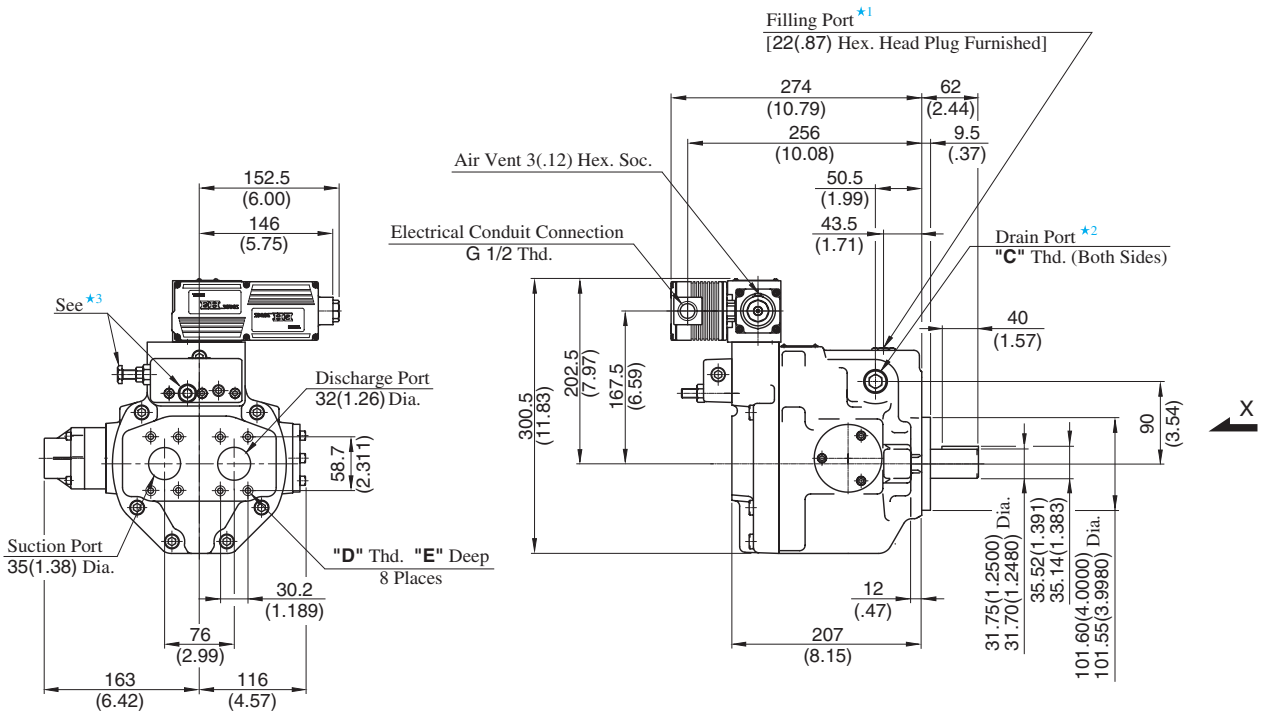 Filling Port ★1
[22(.87) Hex. Head Plug Furnished]
274
(10.79)
62
(2.44)
256
(10.08)
9.5
(.37)
Air Vent 3(.12) Hex. Soc.
50.5
(1.99)
152.5
(6.00)
146
(5.75)
43.5
(1.71)
Electrical Conduit Connection
G 1/2 Thd.
Drain Port ★2
"C" Thd. (Both Sides)
See ★3
40
(1.57)
Discharge Port
32(1.26) Dia.
300.5
(11.83)
202.5
(7.97)
167.5
(6.59)
90
(3.54)
X
58.7
(2.311)
Suction Port
35(1.38) Dia.
"D" Thd. "E" Deep
8 Places
30.2
(1.189)
76
(2.99)
163
(6.42)
116
(4.57)
12
(.47)
207
(8.15)
31.75(1.2500) Dia.
31.70(1.2480)
35.52(1.391)
35.14(1.383)
101.60(4.0000) Dia.
101.55(3.9980)